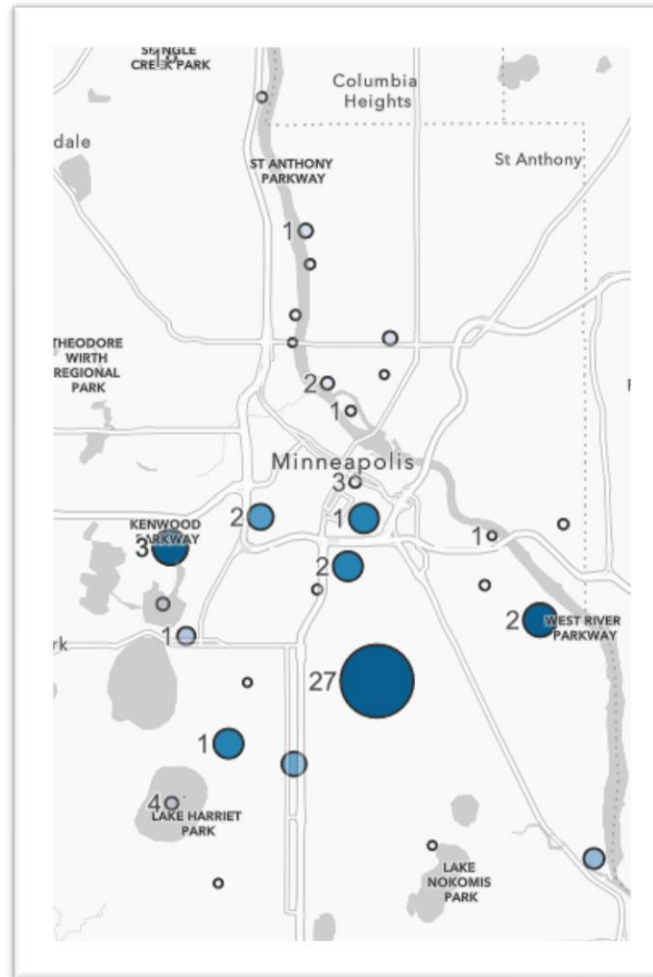 SHINGLE
CREEK PARK
Columbia
Heights
dale
St Anthony
ST ANTHONY
PARKWAY
1
THEODORE
WIRTH
REGIONAL
PARK
2
1
Minneapolis
3
2
1
KENWOOD
PARKWAY
3
1
2
2
WEST RIVER
PARKWAY
1
rk
27
1
4
LAKE HARRIET
PARK
LAKE
NOKOMIS
PARK